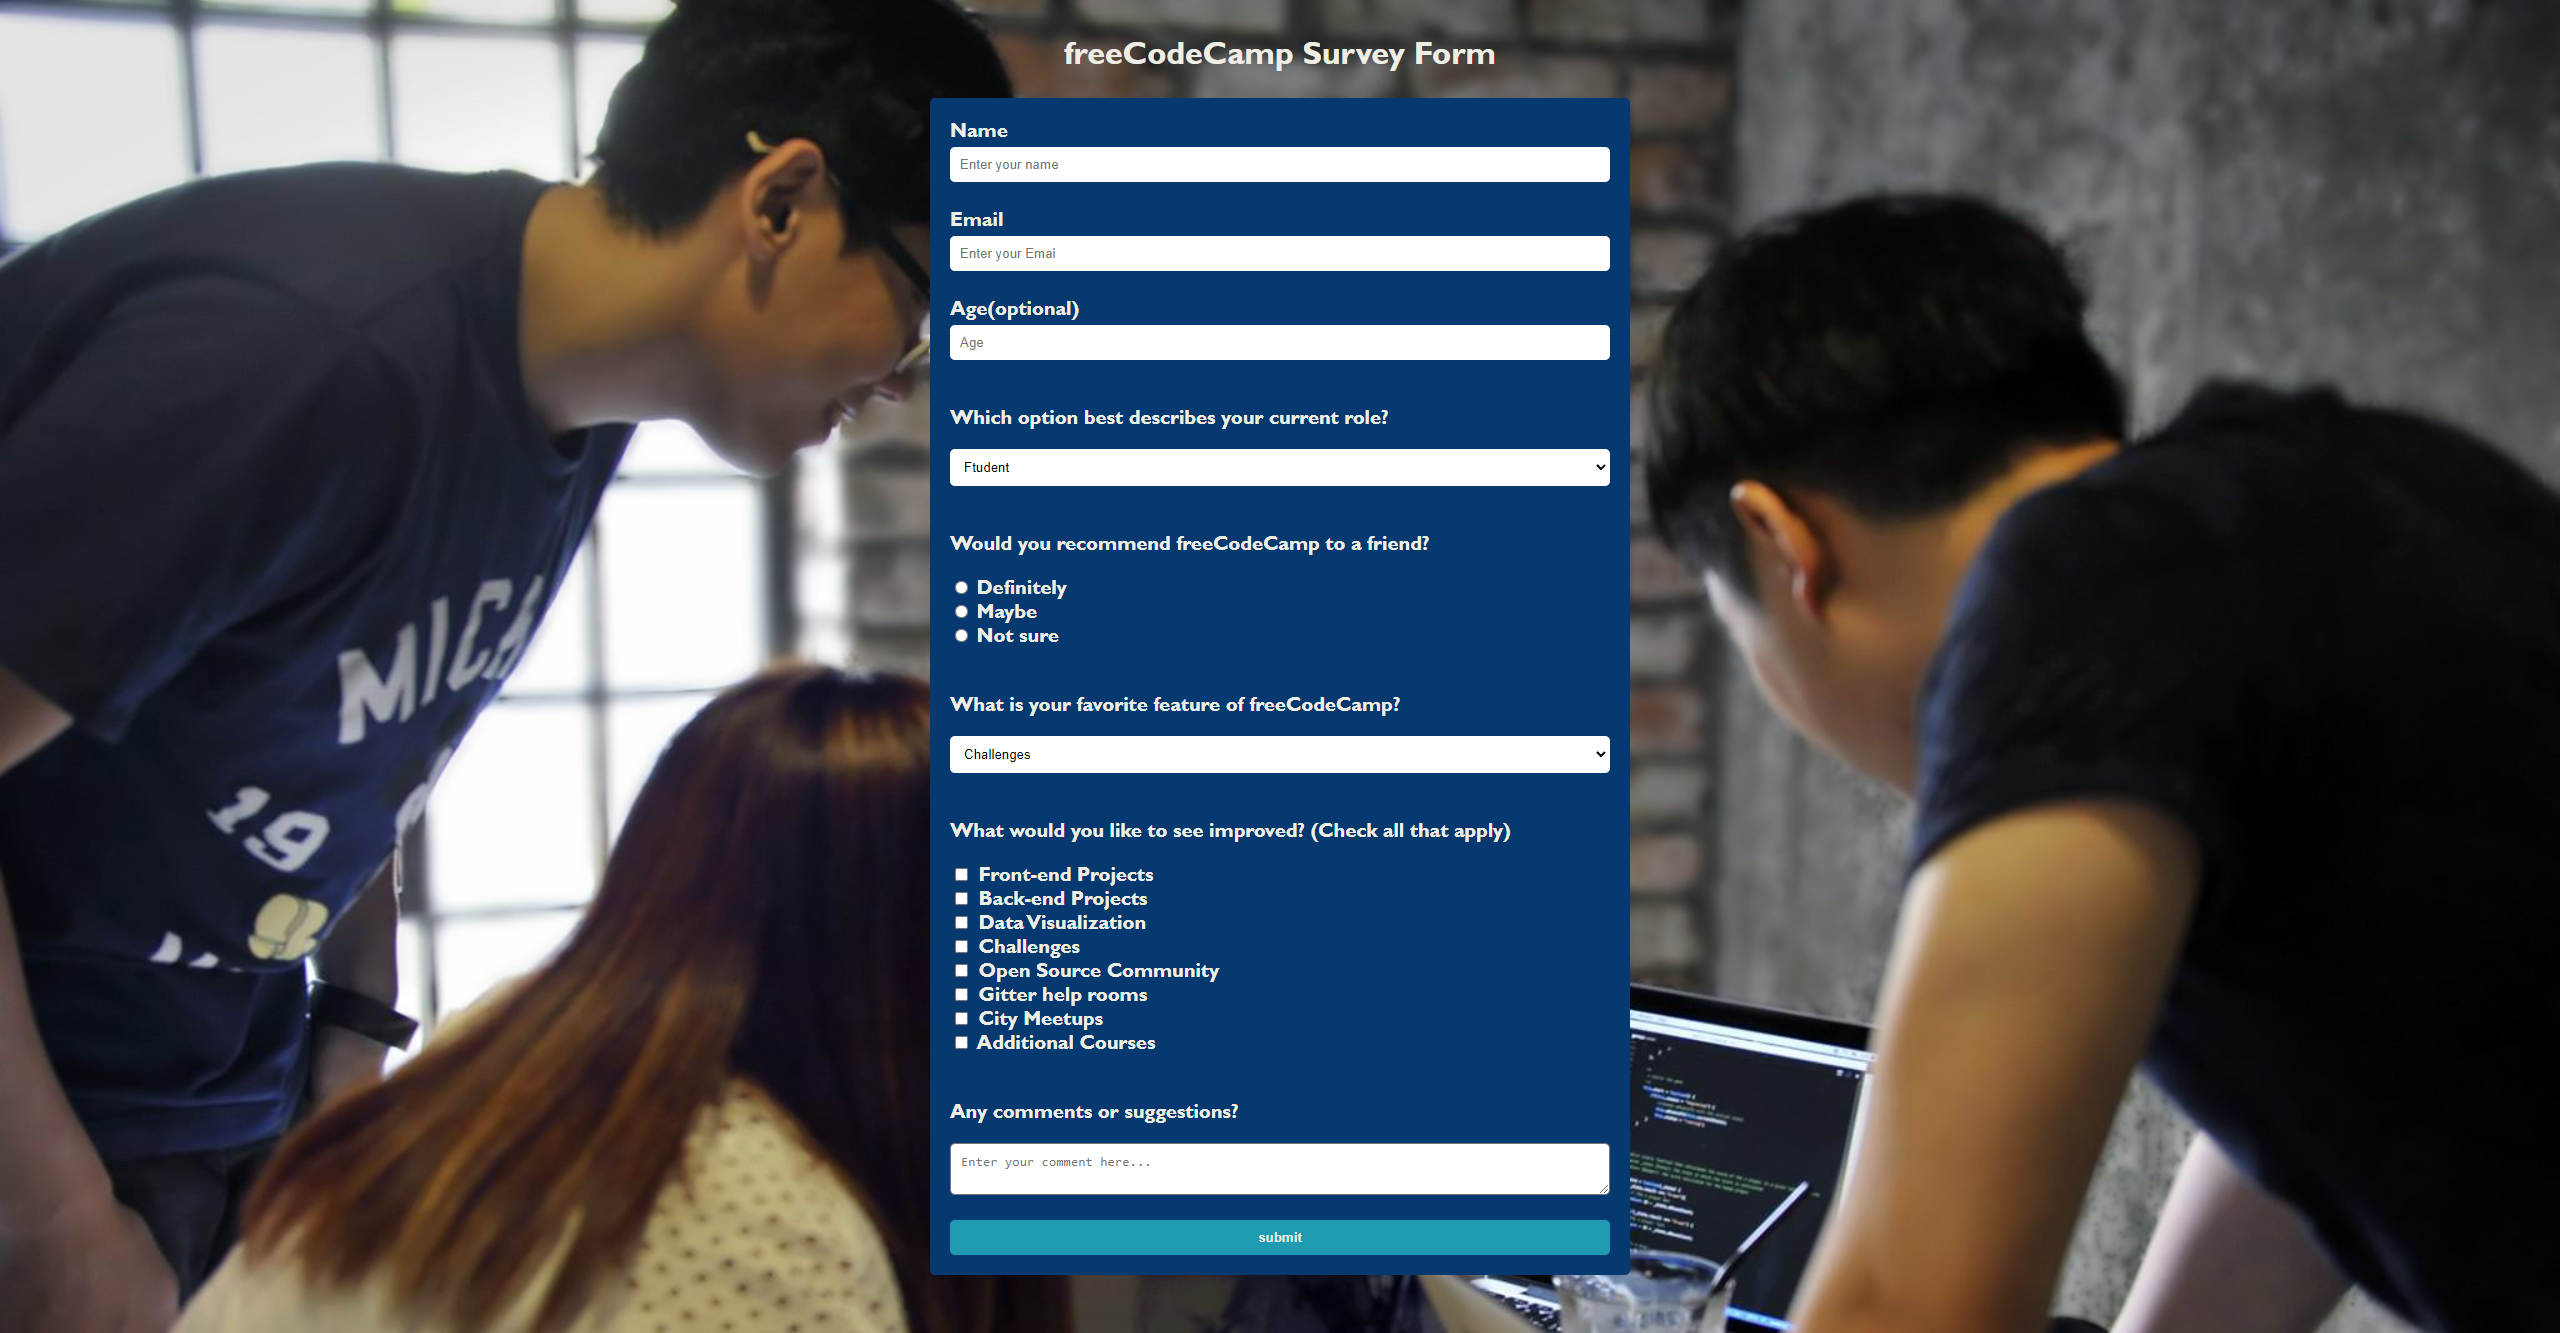 freeCodeCamp Survey Form
Name
Enter your name
Email
Enter your Emai
Age(optional)
Age
Which option best describes your current role?
Ftudent
Would you recommend freeCodeCamp to a friend?
Definitely
Maybe
Not sure
What is your favorite feature of freeCodeCamp?
Challenges
What would you like to see improved? (Check all that apply)
Front-end Projects
Back-end Projects
Data Visualization
Challenges
Open Source Community
Gitter help rooms
City Meetups
Additional Courses
Any comments or suggestions?
Enter your comment here...
submit
19